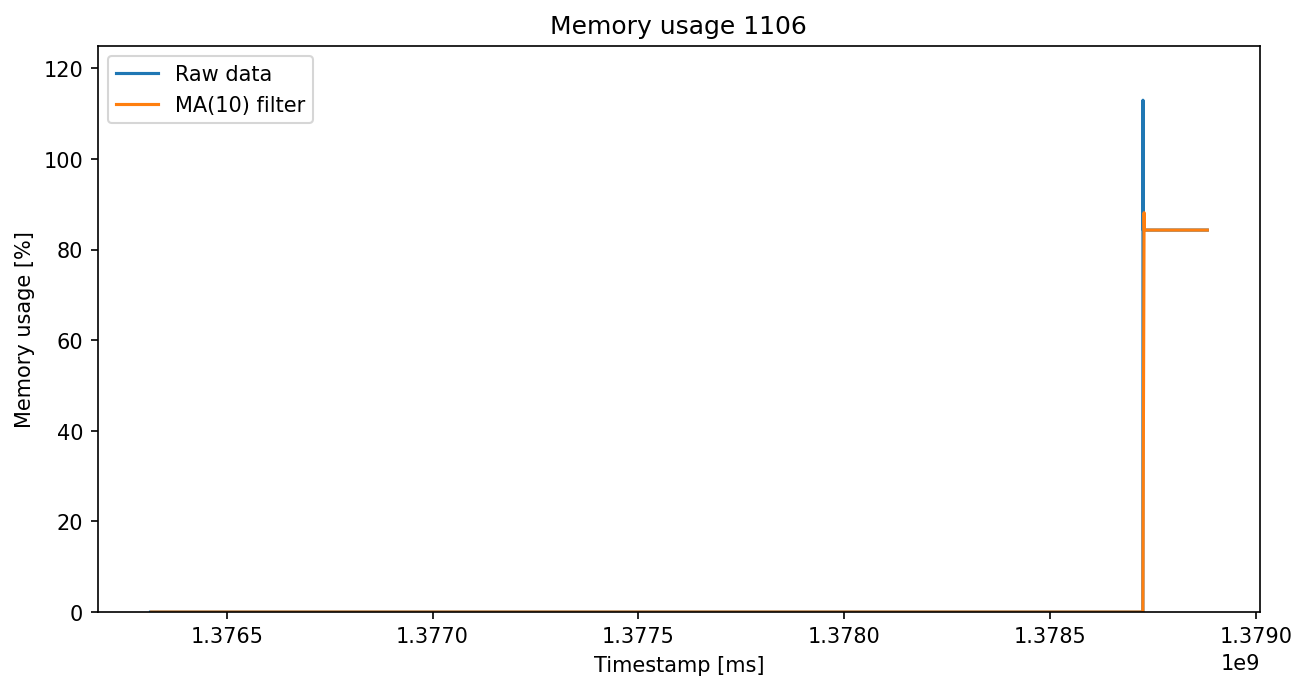 Memory usage 1106
Raw data
MA(10) filter
Memory usage [%]
120
100
80
60
40
20
0
1.3765 1.3770 1.3775 1.3780 1.3785 1.3790
1e9
Timestamp [ms]